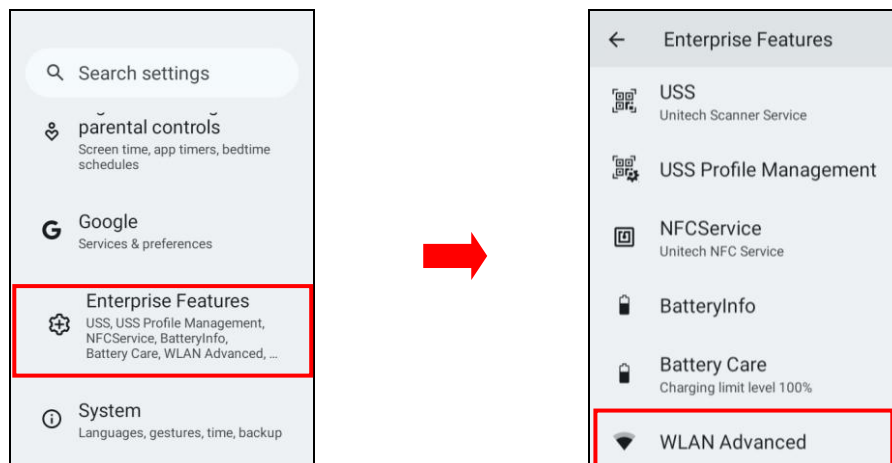 Search settings
parental controls
Screen time, app timers, bedtime
schedules
Google
Services & preferences
Enterprise Features
USS, USS Profile Management,
NFCService, BatteryInfo,
Battery Care, WLAN Advanced, ...
System
Languages, gestures, time, backup
Enterprise Features
USS
Unitech Scanner Service
USS Profile Management
NFCService
Unitech NFC Service
BatteryInfo
Battery Care
Charging limit level 100%
WLAN Advanced